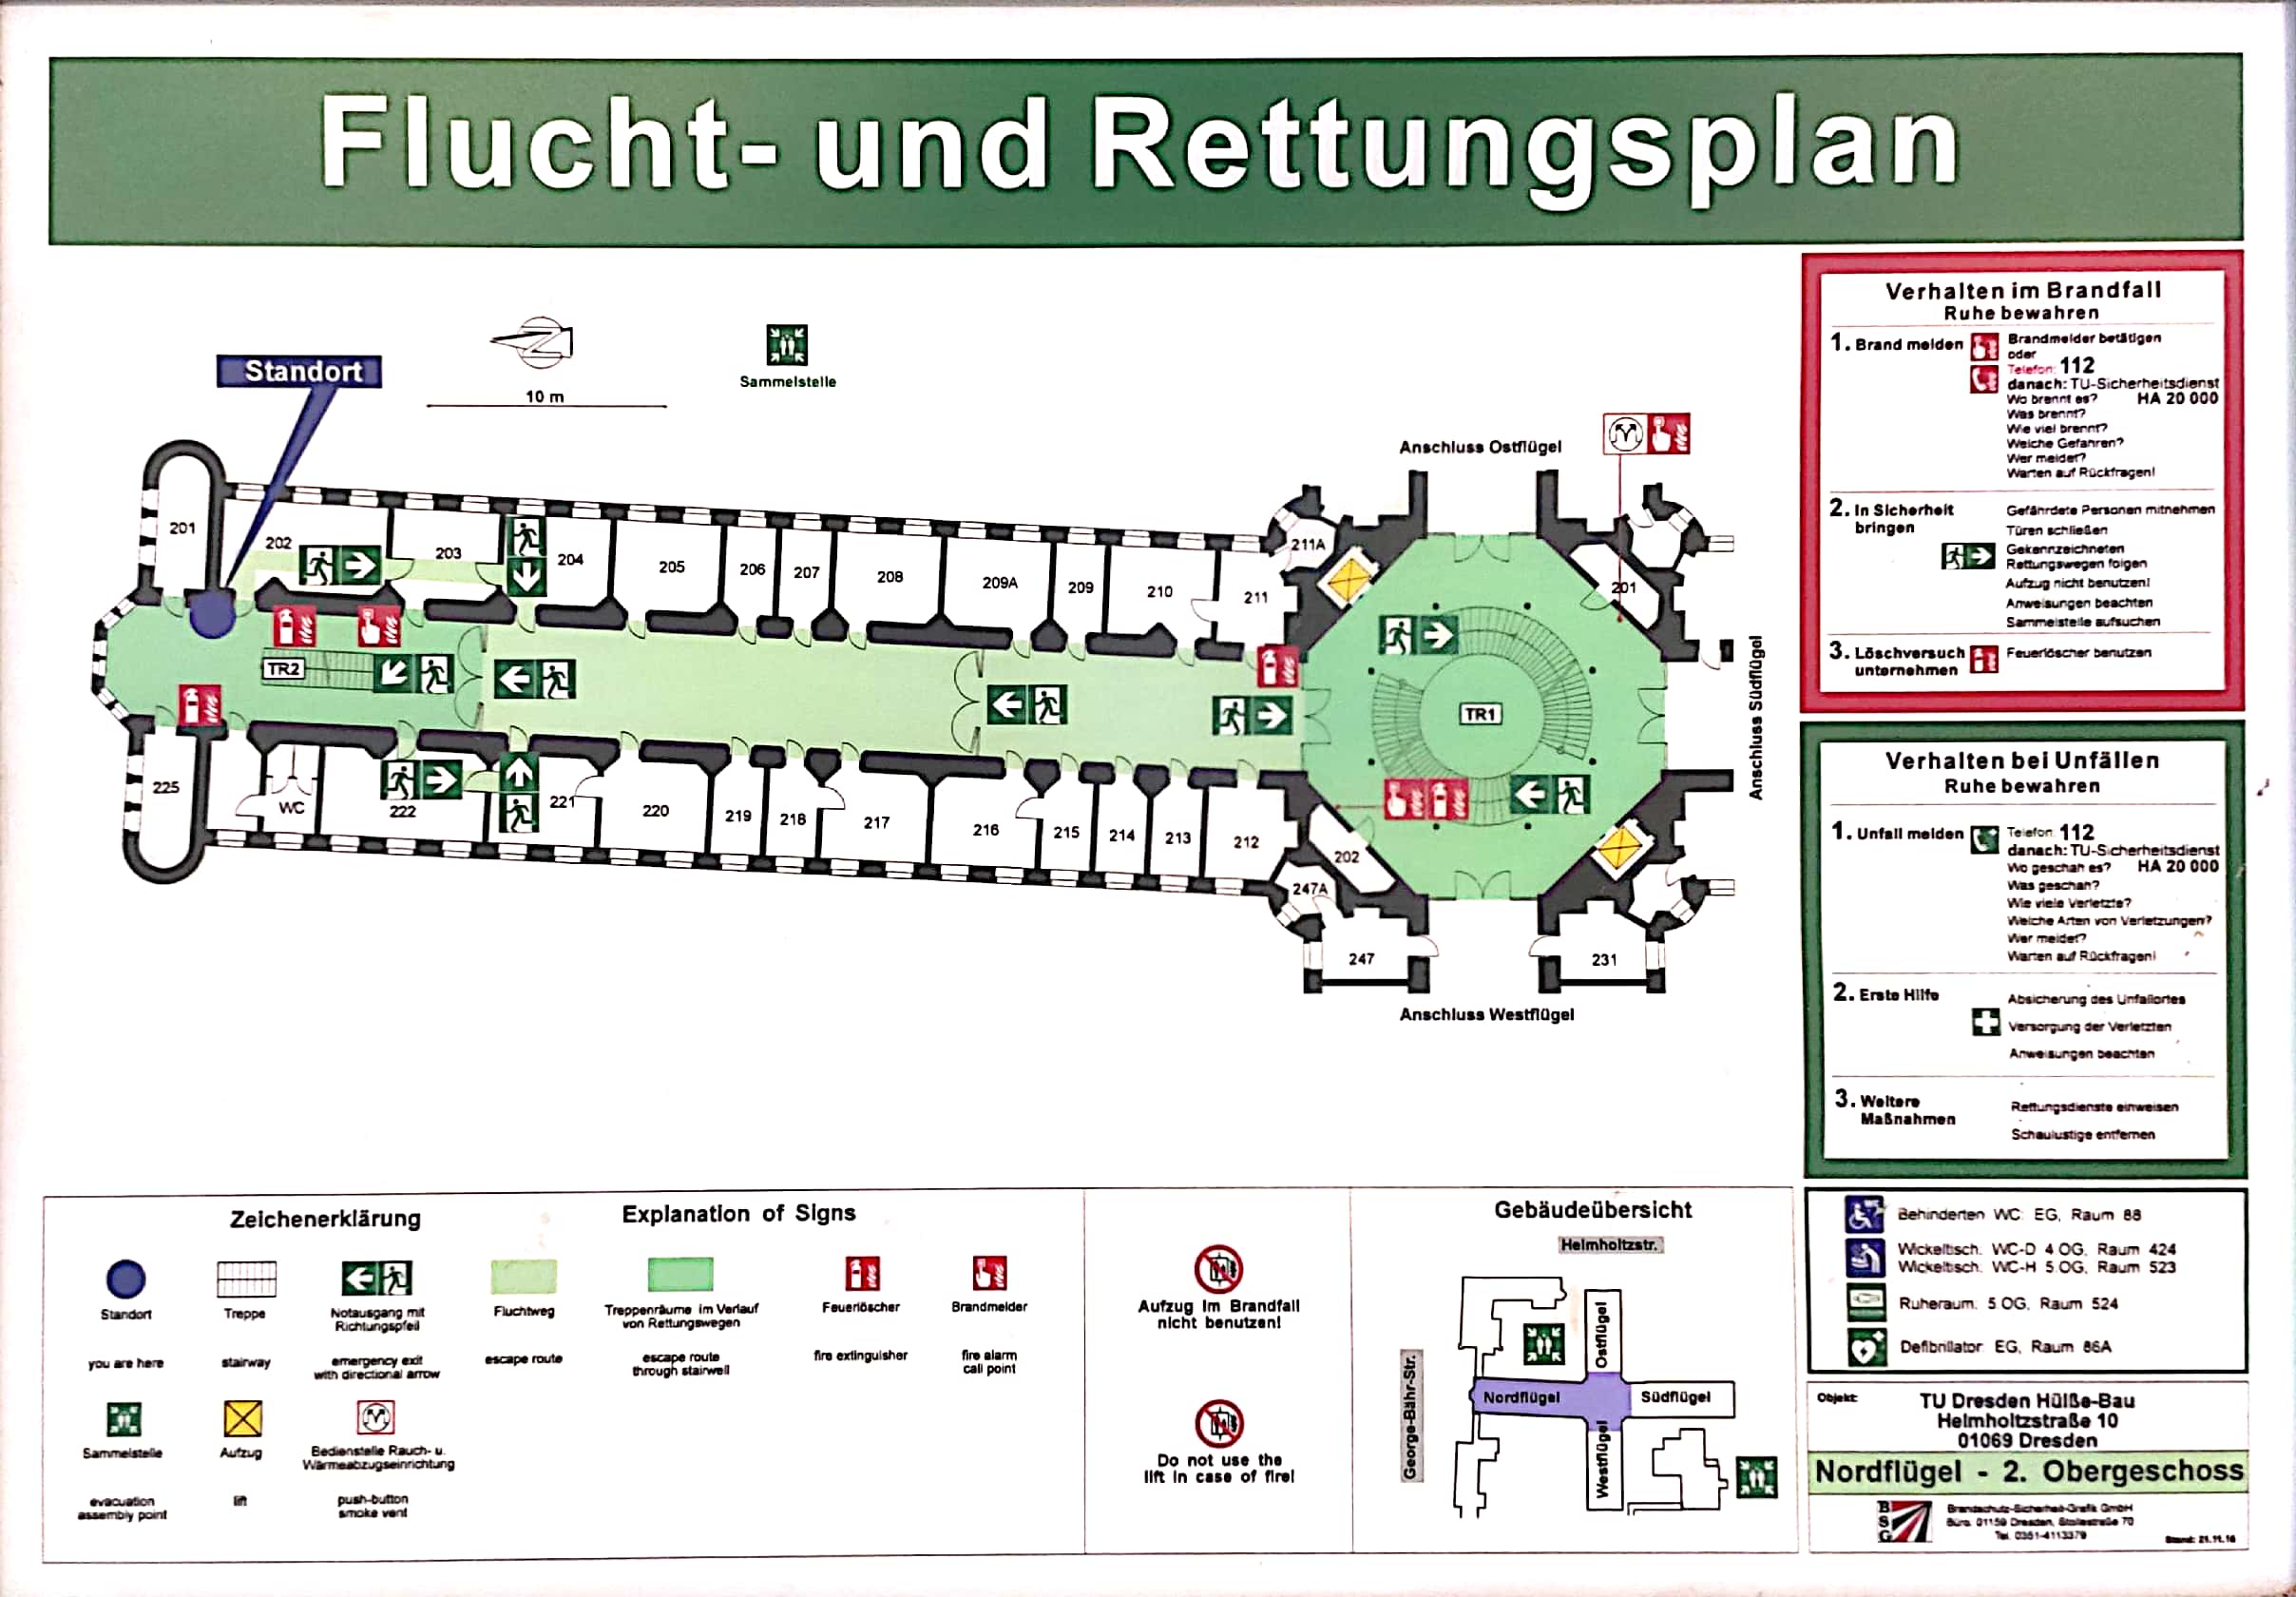 Flucht- und Rettungsplan
Standort
10 m
Sammelstelle
Anschluss Ostflügel
Anschluss Südflügel
Anschluss Westflügel
201
202
203
204
205
206
207
208
209A
209
210
211
211A
201
TR2
TR1
225
WC
222
221
220
219
218
217
216
215
214
213
212
202
247A
247
231
Verhalten im Brandfall
Ruhe bewahren
1. Brand melden
Brandmelder betätigen
oder
Telefon: 112
danach: TU-Sicherheitsdienst
Wo brennt es? HA 20 000
Was brennt?
Wie viel brennt?
Welche Gefahren?
Wer meldet?
Warten auf Rückfragen!
2. In Sicherheit
bringen
Gefährdete Personen mitnehmen
Türen schließen
Gekennzeichneten
Rettungswegen folgen
Aufzug nicht benutzen!
Anweisungen beachten
Sammelstelle aufsuchen
3. Löschversuch
unternehmen
Feuerlöscher benutzen
Verhalten bei Unfällen
Ruhe bewahren
1. Unfall melden
Telefon: 112
danach: TU-Sicherheitsdienst
Wo geschah es? HA 20 000
Was geschah?
Wie viele Verletzte?
Welche Arten von Verletzungen?
Wer meldet?
Warten auf Rückfragen!
2. Erste Hilfe
Absicherung des Unfallortes
Versorgung der Verletzten
Anweisungen beachten
3. Weitere
Maßnahmen
Rettungsdienste einweisen
Schaulustige entfernen
Zeichenerklärung
Explanation of Signs
Standort
Treppe
Notausgang mit
Richtungspfeil
Fluchtweg
Treppenräume im Verlauf
von Rettungswegen
Feuerlöscher
Brandmelder
you are here
stairway
emergency exit
with directional arrow
escape route
escape route
through stairwell
fire extinguisher
fire alarm
call point
Sammelstelle
Aufzug
Bedienstelle Rauch- u.
Wärmeabzugseinrichtung
evacuation
assembly point
lift
push-button
smoke vent
Aufzug im Brandfall
nicht benutzen!
Do not use the
lift in case of fire!
Gebäudeübersicht
Helmholtzstr.
George-Bähr-Str.
Nordflügel
Ostflügel
Südflügel
Westflügel
WC
Behinderten WC: EG, Raum 88
Wickeltisch: WC-D 4.OG, Raum 424
Wickeltisch: WC-H 5.OG, Raum 523
Ruheraum: 5.OG, Raum 524
Defibrillator: EG, Raum 86A
Objekt:
TU Dresden Hülße-Bau
Helmholtzstraße 10
01069 Dresden
Nordflügel - 2. Obergeschoss
BSG
Brandschutz-Sicherheit-Grafik GmbH
Büro: 01159 Dresden, Stollestraße 70
Tel. 0351-4113379
Stand: 21.11.16